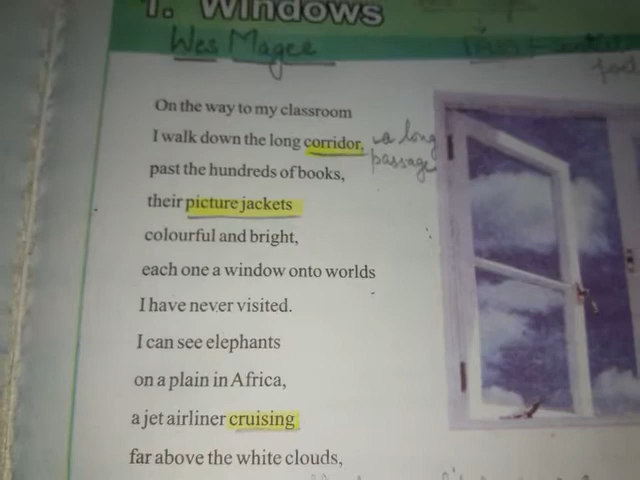 1. Windows
Wes Magee
On the way to my classroom
I walk down the long corridor, a long
passage
past the hundreds of books,
their picture jackets
colourful and bright,
each one a window onto worlds
I have never visited.
I can see elephants
on a plain in Africa,
a jet airliner cruising
far above the white clouds,